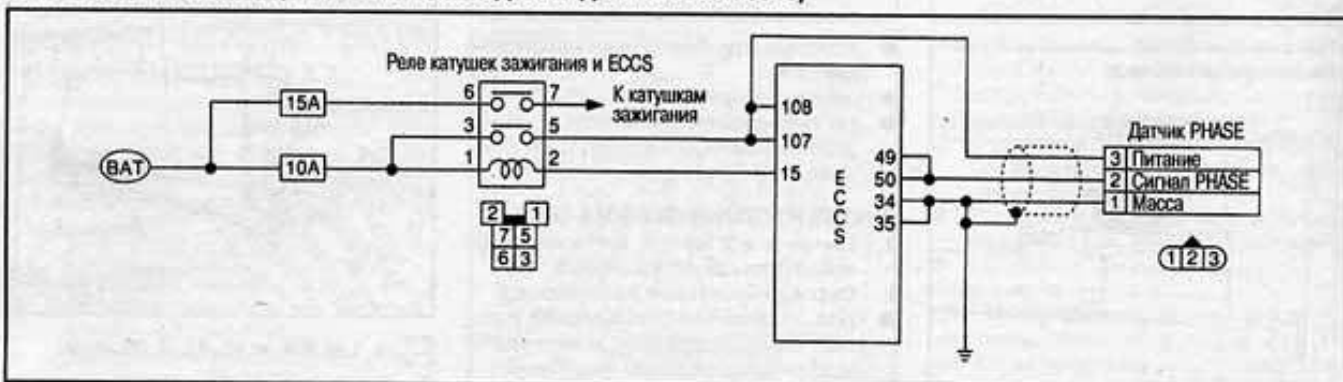 Реле катушек зажигания и ECCS
15A
6 7
К катушкам
зажигания
3 5
BAT
10A
1 2
2 1
7 5
6 3
108
107
15
ECCS
49
50
34
35
Датчик PHASE
3 Питание
2 Сигнал PHASE
1 Масса
1 2 3